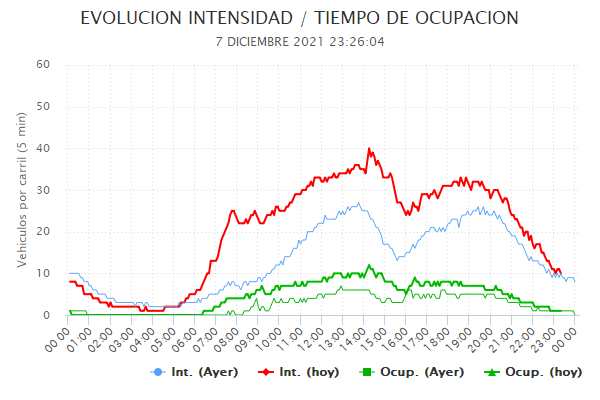 EVOLUCION INTENSIDAD / TIEMPO DE OCUPACION
7 DICIEMBRE 2021 23:26:04
Vehiculos por carril (5 min)
60
50
40
30
20
10
0
00:00 01:00 02:00 03:00 04:00 05:00 06:00 07:00 08:00 09:00 10:00 11:00 12:00 13:00 14:00 15:00 16:00 17:00 18:00 19:00 20:00 21:00 22:00 23:00 00:00
Int. (Ayer) Int. (hoy) Ocup. (Ayer) Ocup. (hoy)